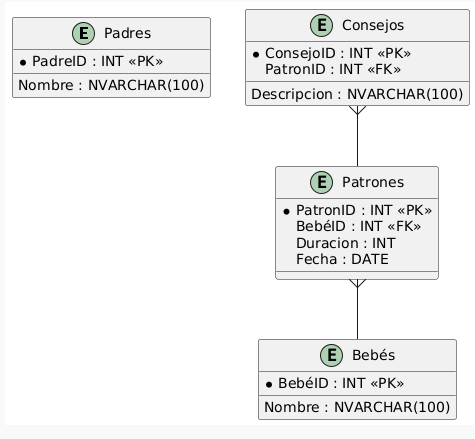 E Padres
* PadreID : INT «PK»
Nombre : NVARCHAR(100)
E Consejos
* ConsejoID : INT «PK»
PatronID : INT «FK»
Descripcion : NVARCHAR(100)
E Patrones
* PatronID : INT «PK»
BebéID : INT «FK»
Duracion : INT
Fecha : DATE
E Bebés
* BebéID : INT «PK»
Nombre : NVARCHAR(100)